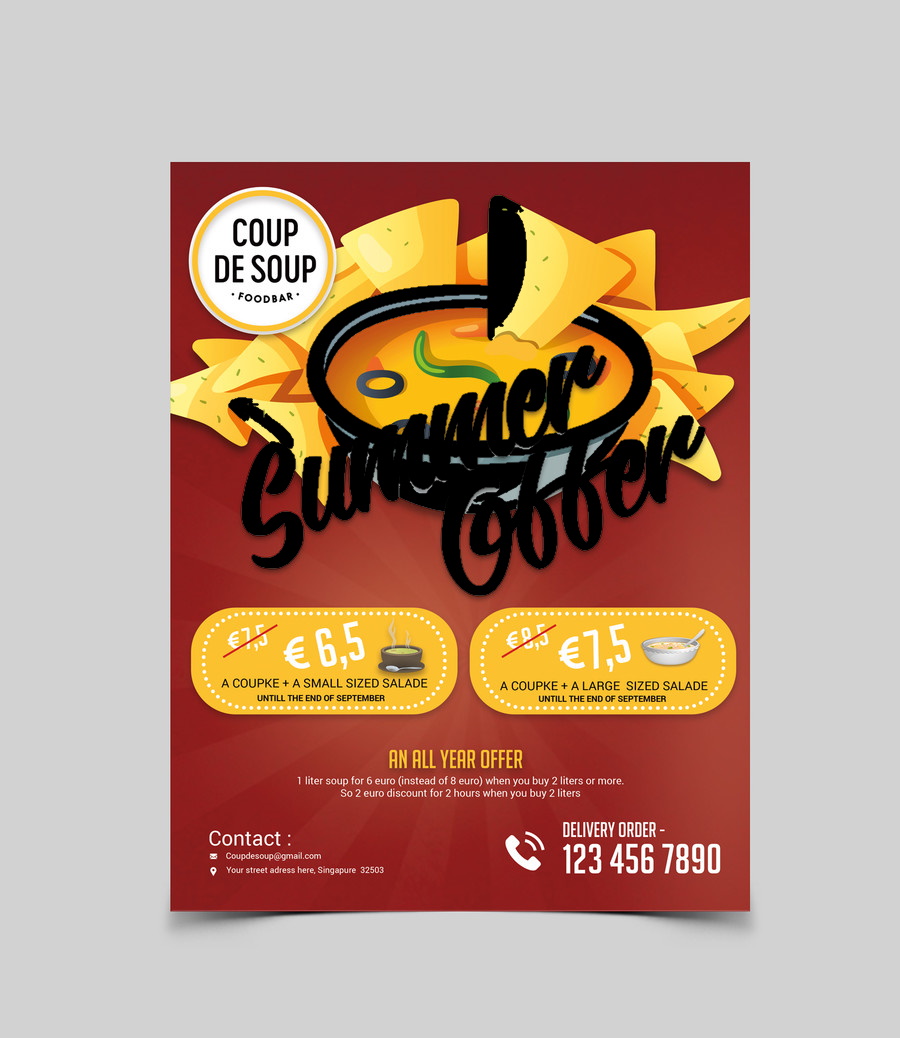 COUP
DE SOUP
• FOODBAR •
Summer
Offer
€7,5 €6,5
A COUPKE + A SMALL SIZED SALADE
UNTILL THE END OF SEPTEMBER
€8,5 €7,5
A COUPKE + A LARGE SIZED SALADE
UNTILL THE END OF SEPTEMBER
AN ALL YEAR OFFER
1 liter soup for 6 euro (instead of 8 euro) when you buy 2 liters or more.
So 2 euro discount for 2 hours when you buy 2 liters
Contact :
Coupdesoup@gmail.com
Your street adress here, Singapure 32503
DELIVERY ORDER -
123 456 7890